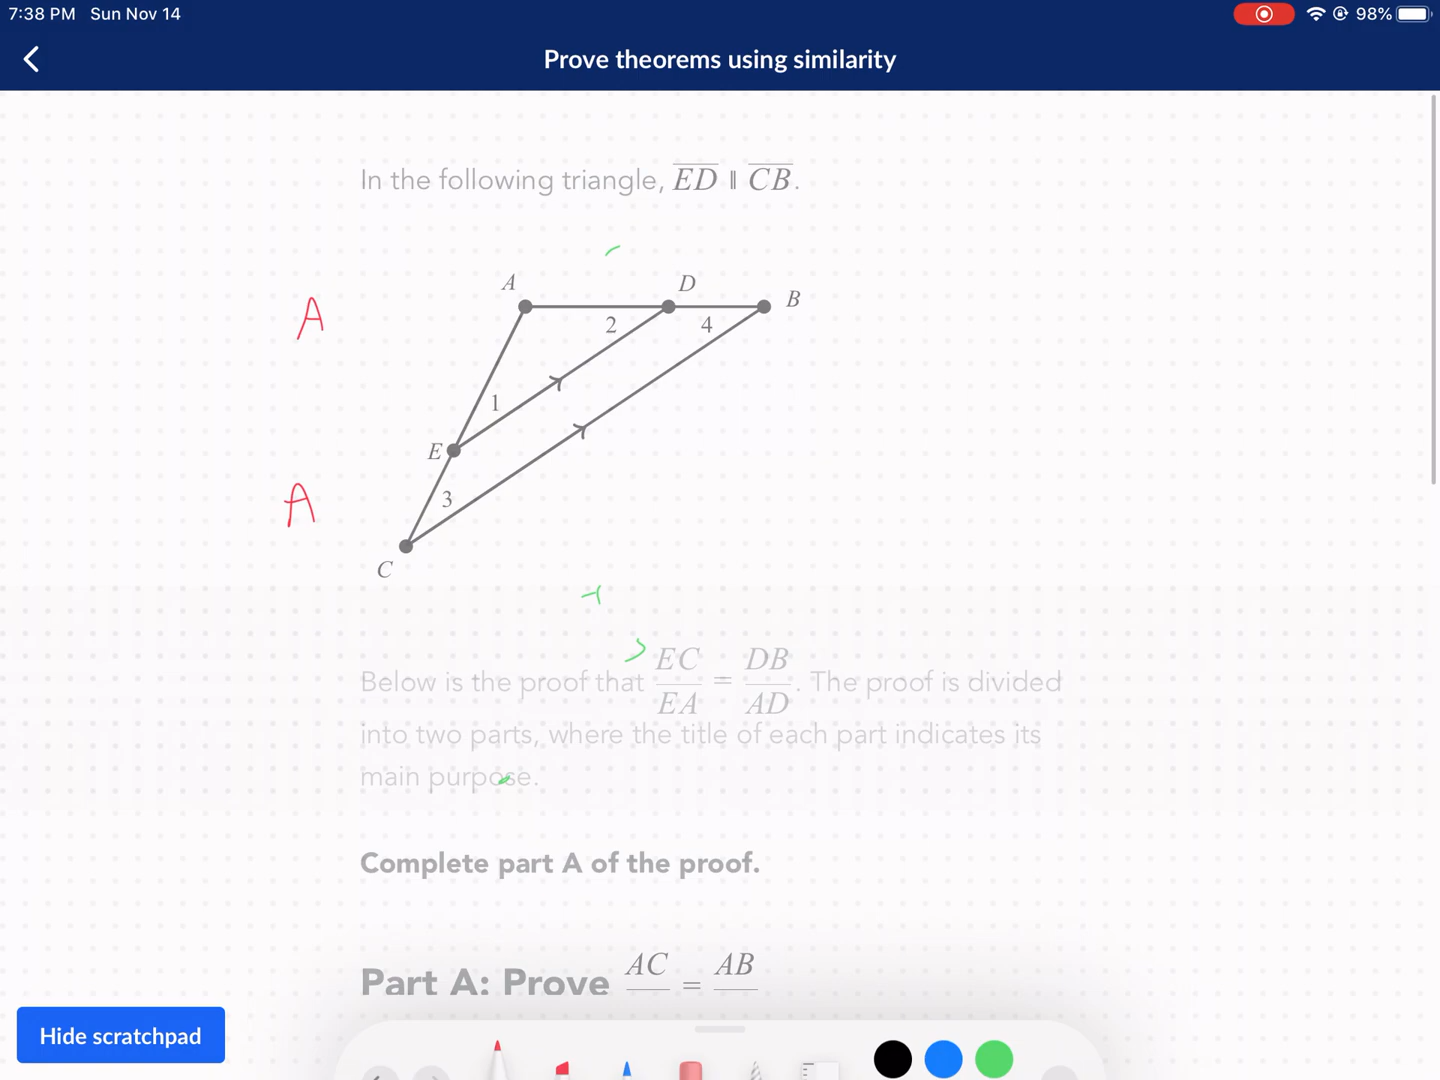 7:38 PM Sun Nov 14 98%
Prove theorems using similarity
In the following triangle, ED ∥ CB.
A D B
A
2 4
1
E
A
3
C
Below is the proof that EC/EA = DB/AD. The proof is divided
into two parts, where the title of each part indicates its
main purpose.
Complete part A of the proof.
Part A: Prove AC = AB
Hide scratchpad